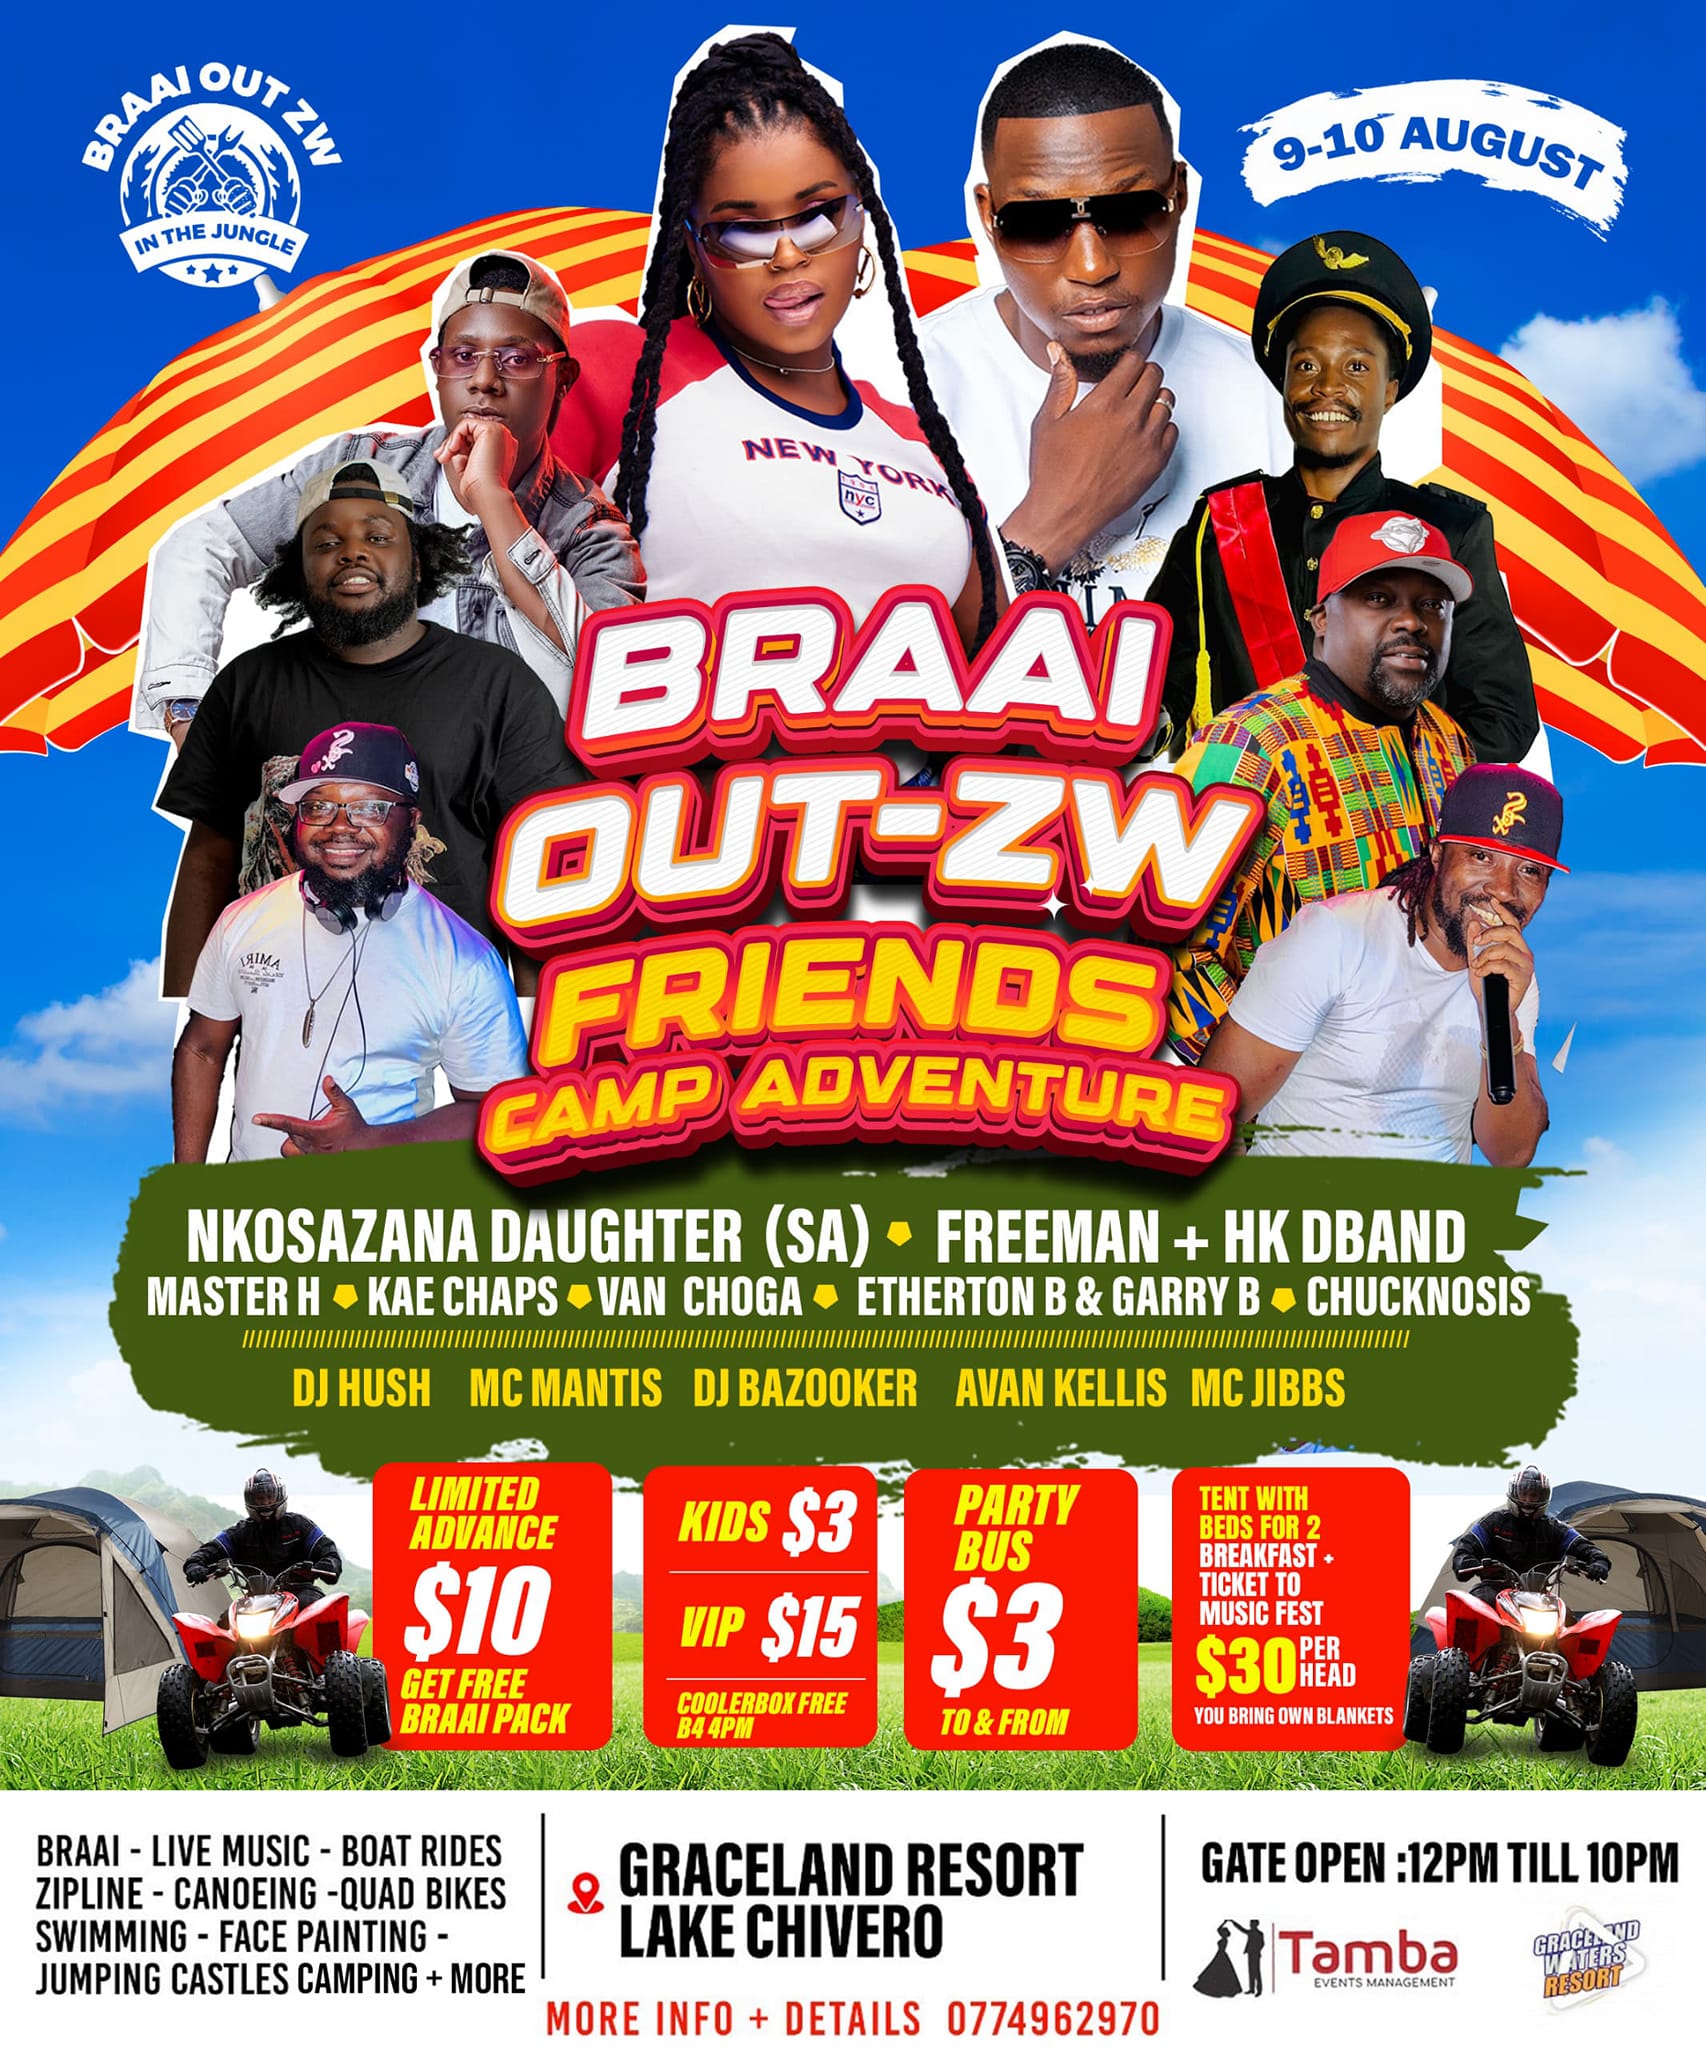 BRAAI OUT ZW
IN THE JUNGLE
9-10 AUGUST
NEW YORK
nyc
AMIRI
BRAAI
OUT-ZW
FRIENDS
CAMP ADVENTURE
NKOSAZANA DAUGHTER (SA) • FREEMAN + HK DBAND
MASTER H • KAE CHAPS • VAN CHOGA • ETHERTON B & GARRY B • CHUCKNOSIS
DJ HUSH MC MANTIS DJ BAZOOKER AVAN KELLIS MC JIBBS
LIMITED
ADVANCE
$10
GET FREE
BRAAI PACK
KIDS $3
VIP $15
COOLERBOX FREE
B4 4PM
PARTY
BUS
$3
TO & FROM
TENT WITH
BEDS FOR 2
BREAKFAST +
TICKET TO
MUSIC FEST
$30 PER
HEAD
YOU BRING OWN BLANKETS
BRAAI - LIVE MUSIC - BOAT RIDES
ZIPLINE - CANOEING -QUAD BIKES
SWIMMING - FACE PAINTING -
JUMPING CASTLES CAMPING + MORE
GRACELAND RESORT
LAKE CHIVERO
GATE OPEN :12PM TILL 10PM
Tamba
EVENTS MANAGEMENT
GRACELAND
WATERS
RESORT
MORE INFO + DETAILS 0774962970